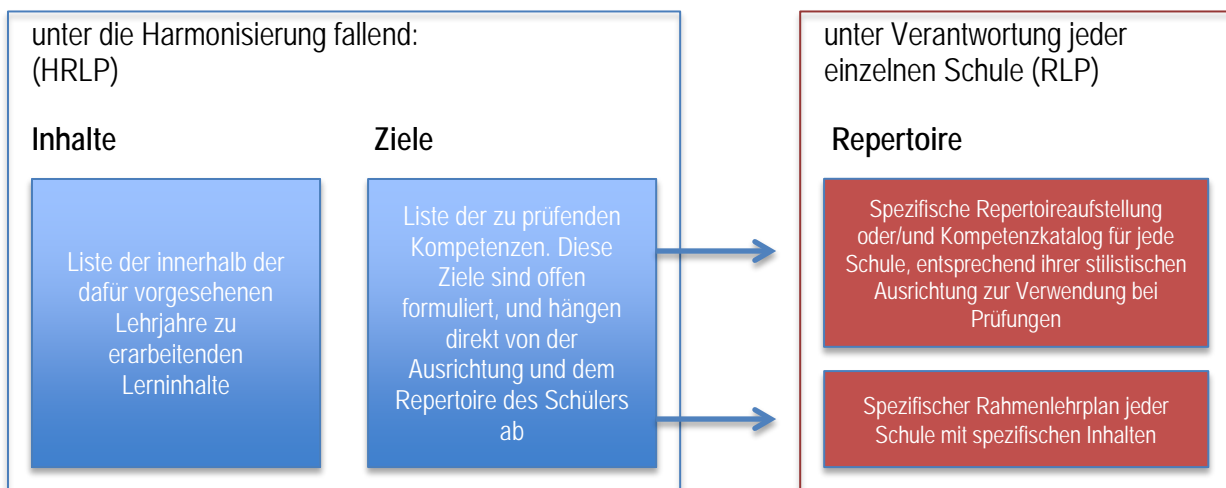 unter die Harmonisierung fallend:
(HRLP)
Inhalte
Ziele
Liste der innerhalb der
dafür vorgesehenen
Lehrjahre zu
erarbeitenden
Lerninhalte
Liste der zu prüfenden
Kompetenzen. Diese
Ziele sind offen
formuliert, und hängen
direkt von der
Ausrichtung und dem
Repertoire des Schülers
ab
unter Verantwortung jeder
einzelnen Schule (RLP)
Repertoire
Spezifische Repertoireaufstellung
oder/und Kompetenzkatalog für jede
Schule, entsprechend ihrer stilistischen
Ausrichtung zur Verwendung bei
Prüfungen
Spezifischer Rahmenlehrplan jeder
Schule mit spezifischen Inhalten